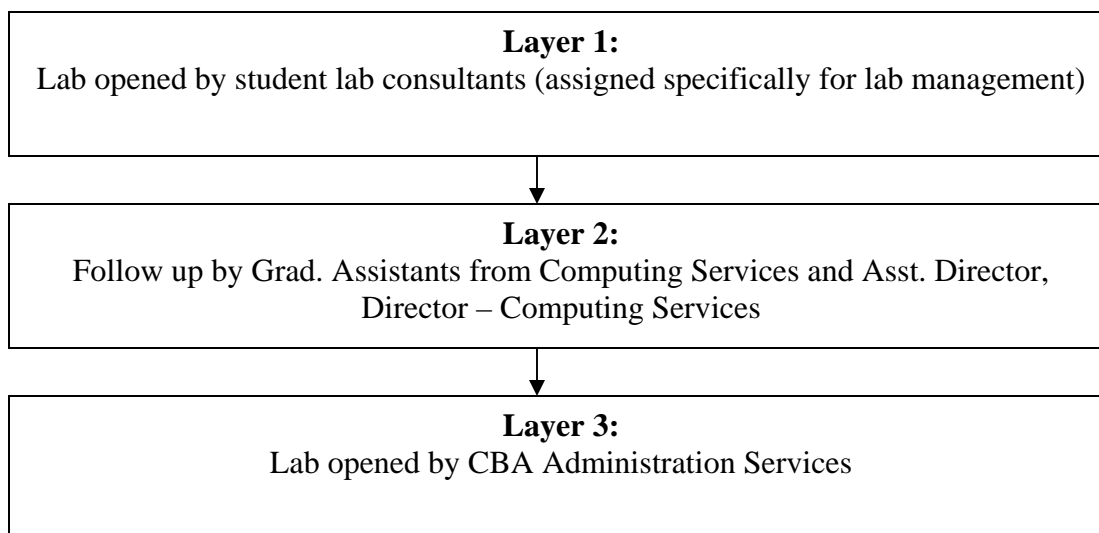 Layer 1:
Lab opened by student lab consultants (assigned specifically for lab management)
Layer 2:
Follow up by Grad. Assistants from Computing Services and Asst. Director,
Director – Computing Services
Layer 3:
Lab opened by CBA Administration Services